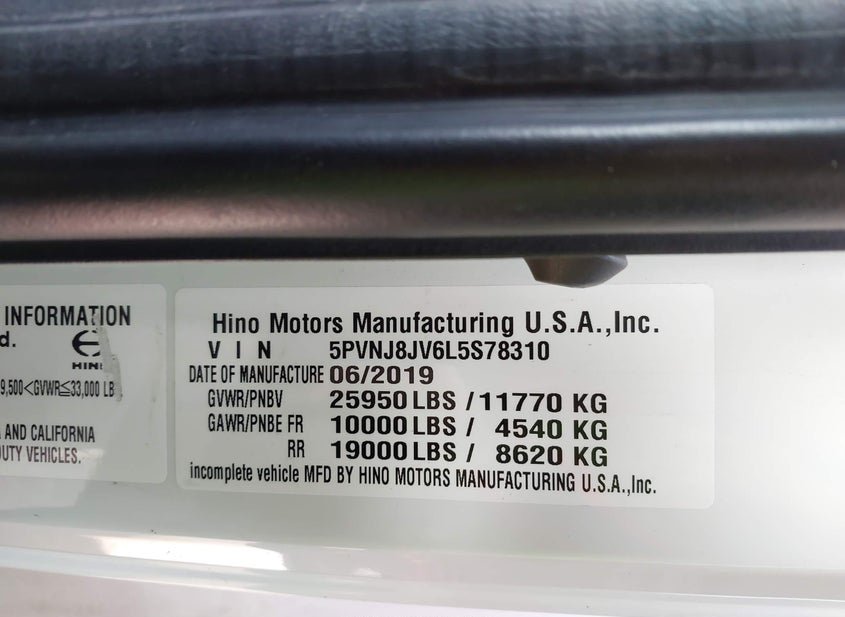 INFORMATION
d.
HIN
9,500<GVWR≦33,000 LB
AND CALIFORNIA
UTY VEHICLES.
Hino Motors Manufacturing U.S.A.,Inc.
VIN 5PVNJ8JV6L5S78310
DATE OF MANUFACTURE 06/2019
GVWR/PNBV 25950 LBS / 11770 KG
GAWR/PNBE FR 10000 LBS / 4540 KG
RR 19000 LBS / 8620 KG
incomplete vehicle MFD BY HINO MOTORS MANUFACTURING U.S.A.,Inc.